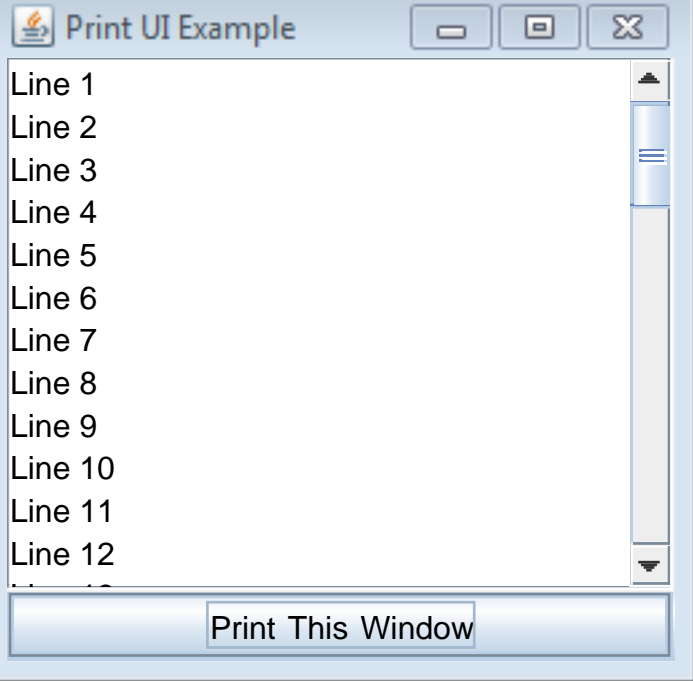 Print UI Example
Line 1
Line 2
Line 3
Line 4
Line 5
Line 6
Line 7
Line 8
Line 9
Line 10
Line 11
Line 12
Print This Window